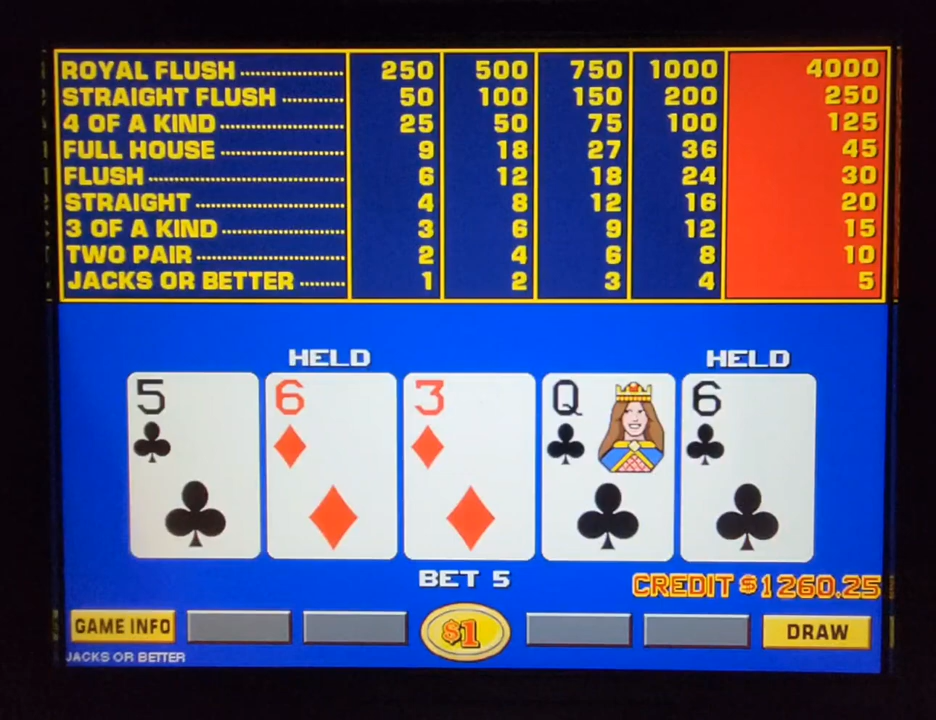 ROYAL FLUSH 250 500 750 1000 4000
STRAIGHT FLUSH 50 100 150 200 250
4 OF A KIND 25 50 75 100 125
FULL HOUSE 9 18 27 36 45
FLUSH 6 12 18 24 30
STRAIGHT 4 8 12 16 20
3 OF A KIND 3 6 9 12 15
TWO PAIR 2 4 6 8 10
JACKS OR BETTER 1 2 3 4 5
HELD HELD
5 6 3 Q 6
BET 5
CREDIT $1260.25
GAME INFO $1 DRAW
JACKS OR BETTER